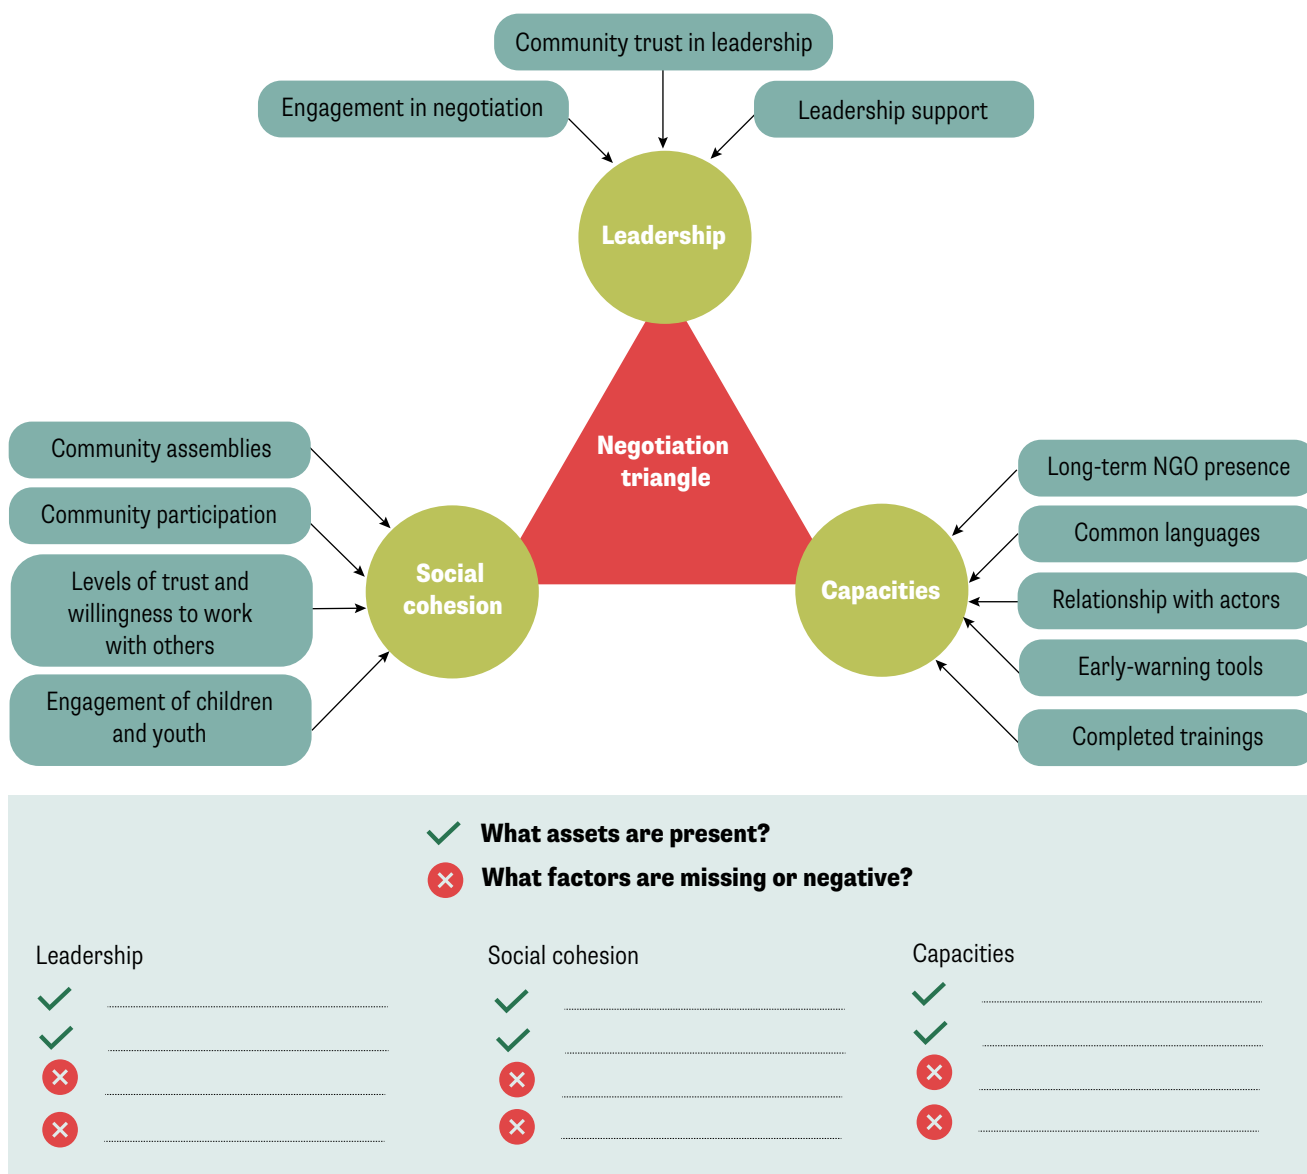 Community trust in leadership
Engagement in negotiation
Leadership support
Leadership
Negotiation
triangle
Community assemblies
Community participation
Levels of trust and
willingness to work
with others
Engagement of children
and youth
Social
cohesion
Capacities
Long-term NGO presence
Common languages
Relationship with actors
Early-warning tools
Completed trainings
What assets are present?
What factors are missing or negative?
Leadership
Social cohesion
Capacities